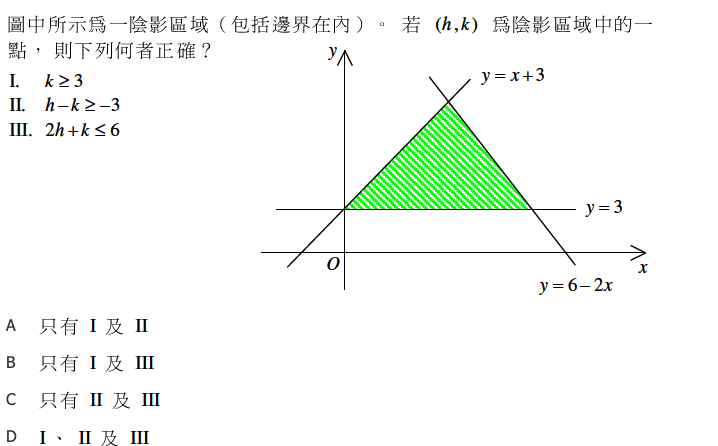 圖中所示爲一陰影區域（包括邊界在內）。 若 (h,k) 爲陰影區域中的一
點， 則下列何者正確？
I. k ≥ 3
II. h − k ≥ −3
III. 2h + k ≤ 6
y
y = x + 3
y = 3
O
x
y = 6 − 2x
A 只有 I 及 II
B 只有 I 及 III
C 只有 II 及 III
D I、 II 及 III